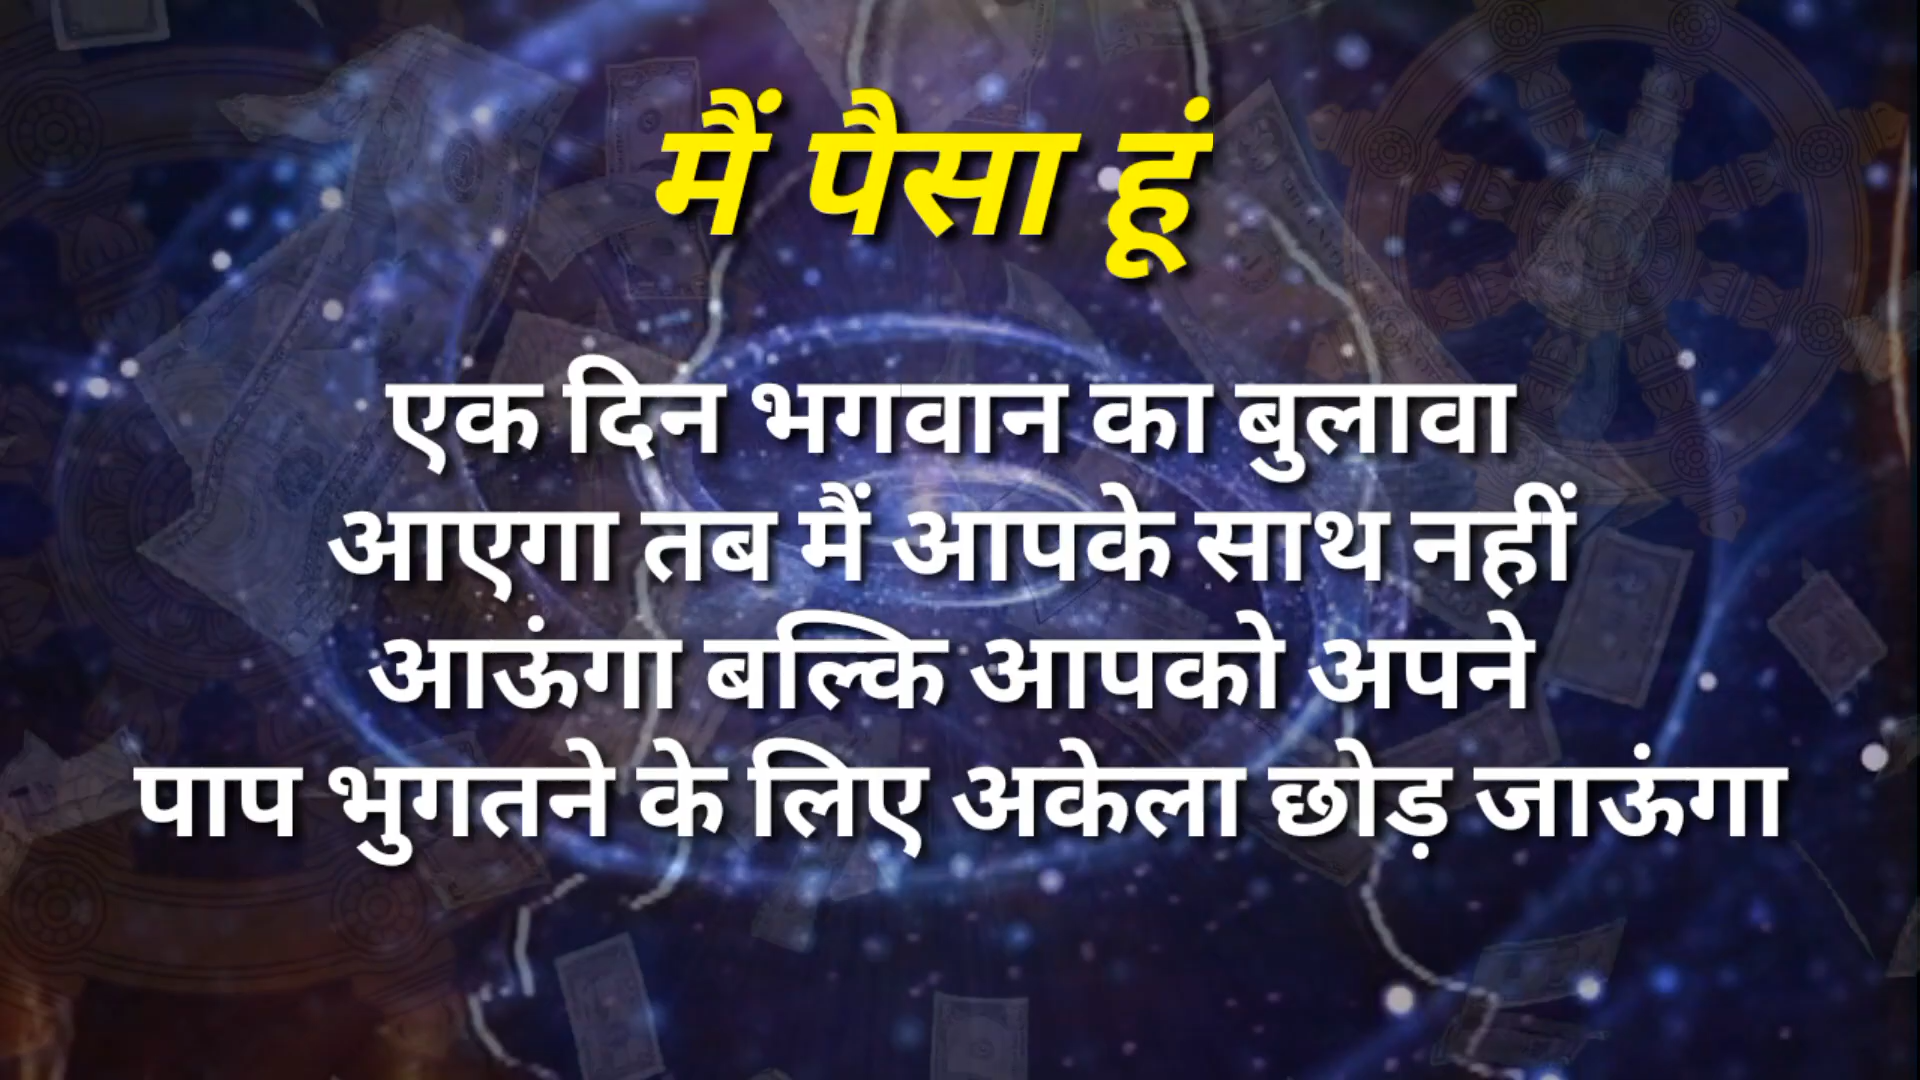 मैं पैसा हूं
एक दिन भगवान का बुलावा
आएगा तब मैं आपके साथ नहीं
आऊंगा बल्कि आपको अपने
पाप भुगतने के लिए अकेला छोड़ जाऊंगा